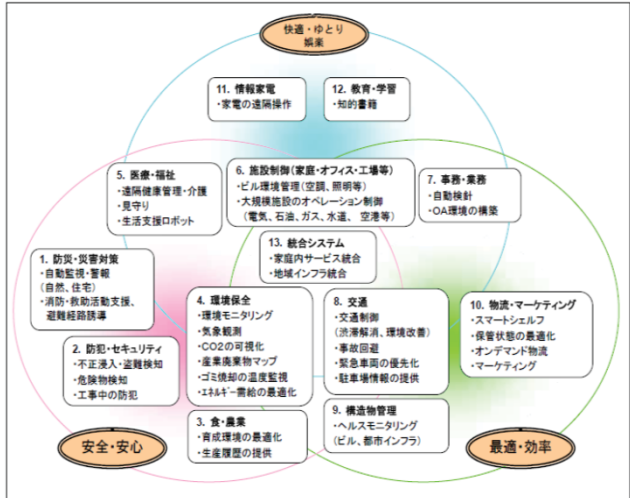 快適・ゆとり
娯楽
11. 情報家電
・家電の遠隔操作
12. 教育・学習
・知的書籍
5. 医療・福祉
・遠隔健康管理・介護
・見守り
・生活支援ロボット
6. 施設制御(家庭・オフィス・工場等)
・ビル環境管理(空調、照明等)
・大規模施設のオペレーション制御
(電気、石油、ガス、水道、 空港等)
7. 事務・業務
・自動検針
・OA環境の構築
13. 統合システム
・家庭内サービス統合
・地域インフラ統合
1. 防災・災害対策
・自動監視・警報
(自然、住宅)
・消防・救助活動支援、
避難経路誘導
4. 環境保全
・環境モニタリング
・気象観測
・CO2の可視化
・産業廃棄物マップ
・ゴミ焼却の温度監視
・エネルギー需給の最適化
8. 交通
・交通制御
(渋滞解消、環境改善)
・事故回避
・緊急車両の優先化
・駐車場情報の提供
10. 物流・マーケティング
・スマートシェルフ
・保管状態の最適化
・オンデマンド物流
・マーケティング
2. 防犯・セキュリティ
・不正浸入・盗難検知
・危険物検知
・工事中の防犯
3. 食・農業
・育成環境の最適化
・生産履歴の提供
9. 構造物管理
・ヘルスモニタリング
(ビル、都市インフラ)
安全・安心
最適・効率